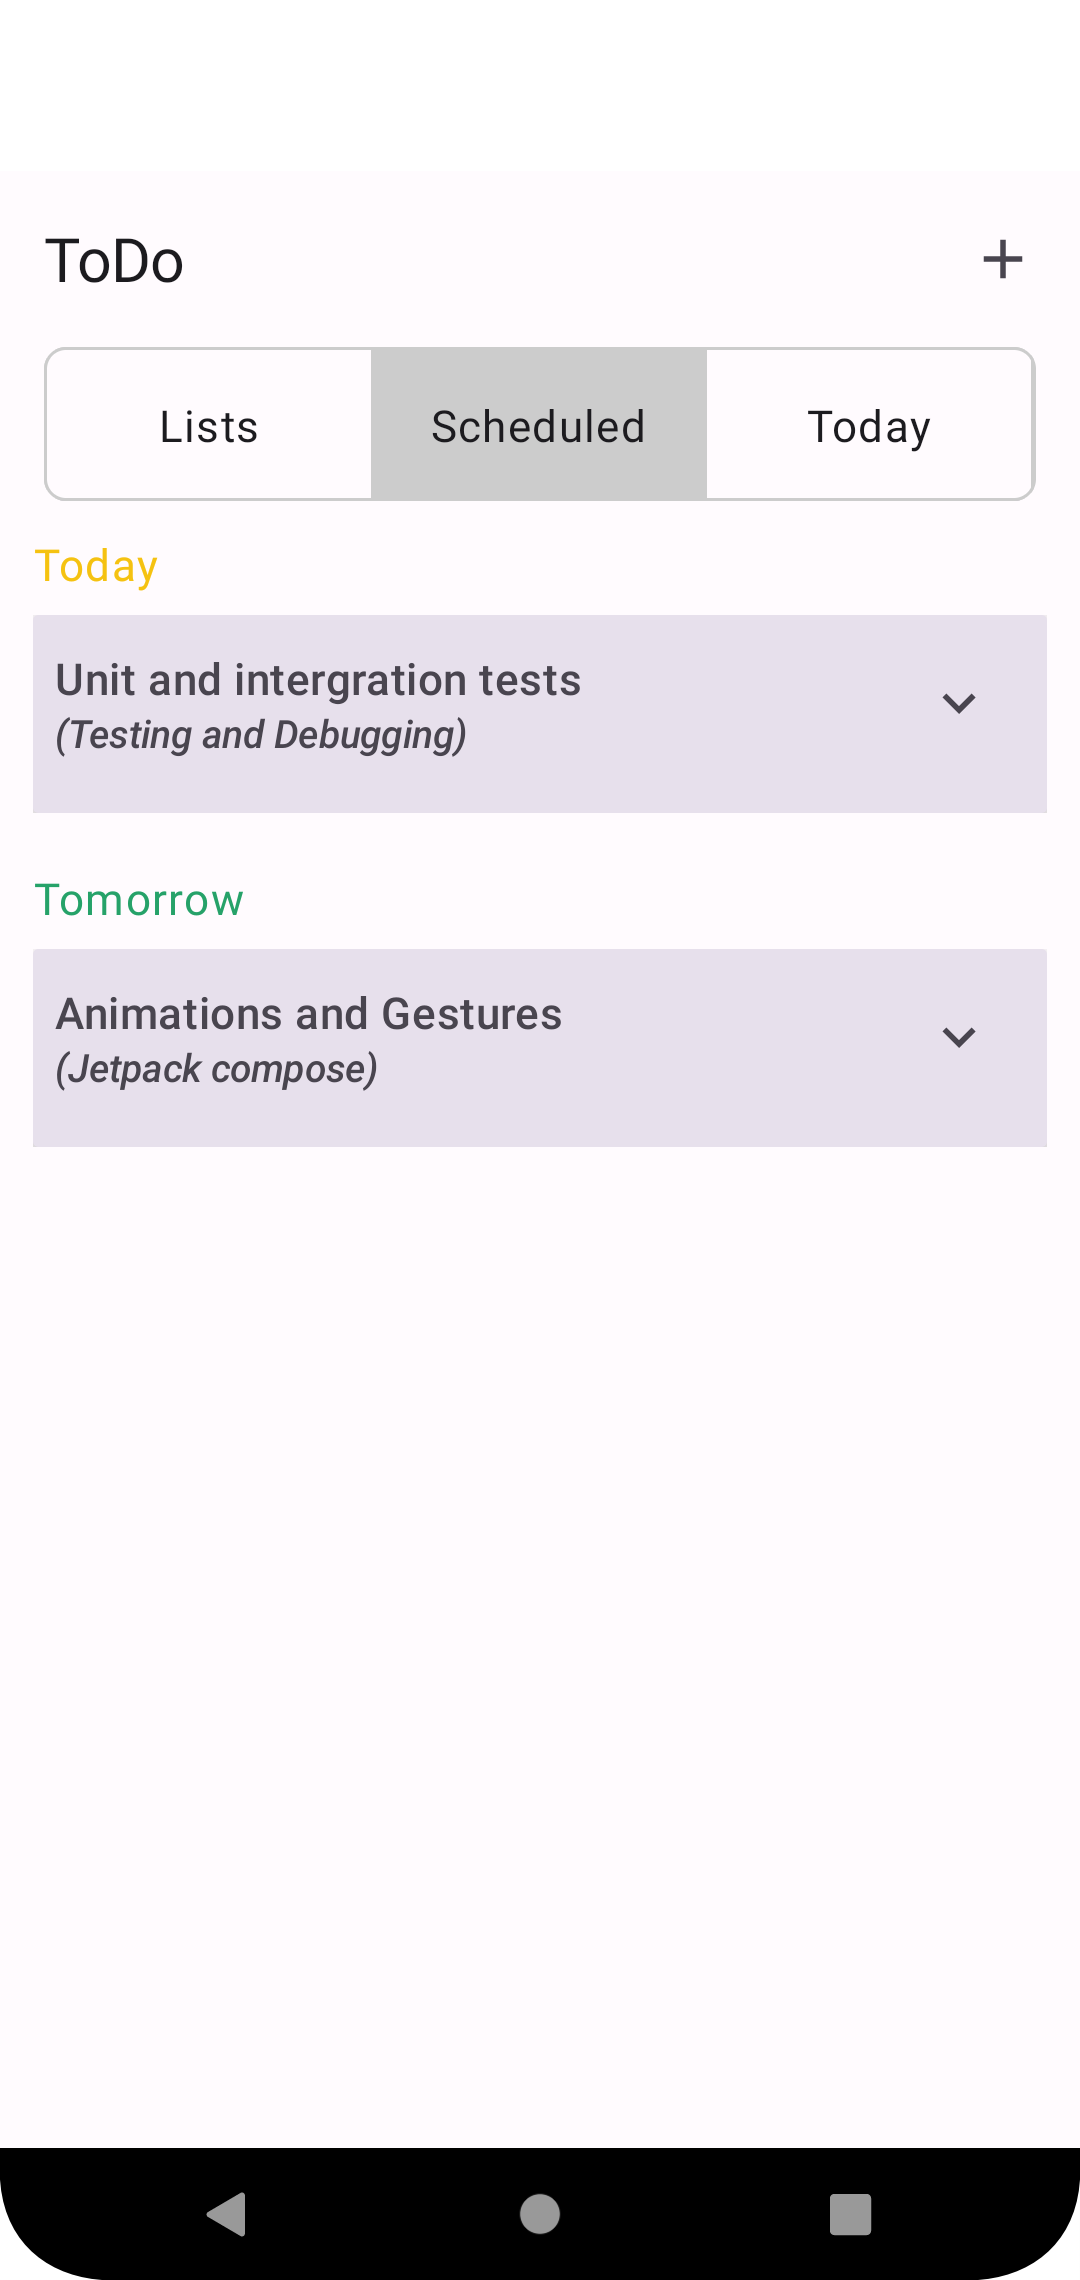 ToDo
Lists
Scheduled
Today
Today
Unit and intergration tests
(Testing and Debugging)
Tomorrow
Animations and Gestures
(Jetpack compose)